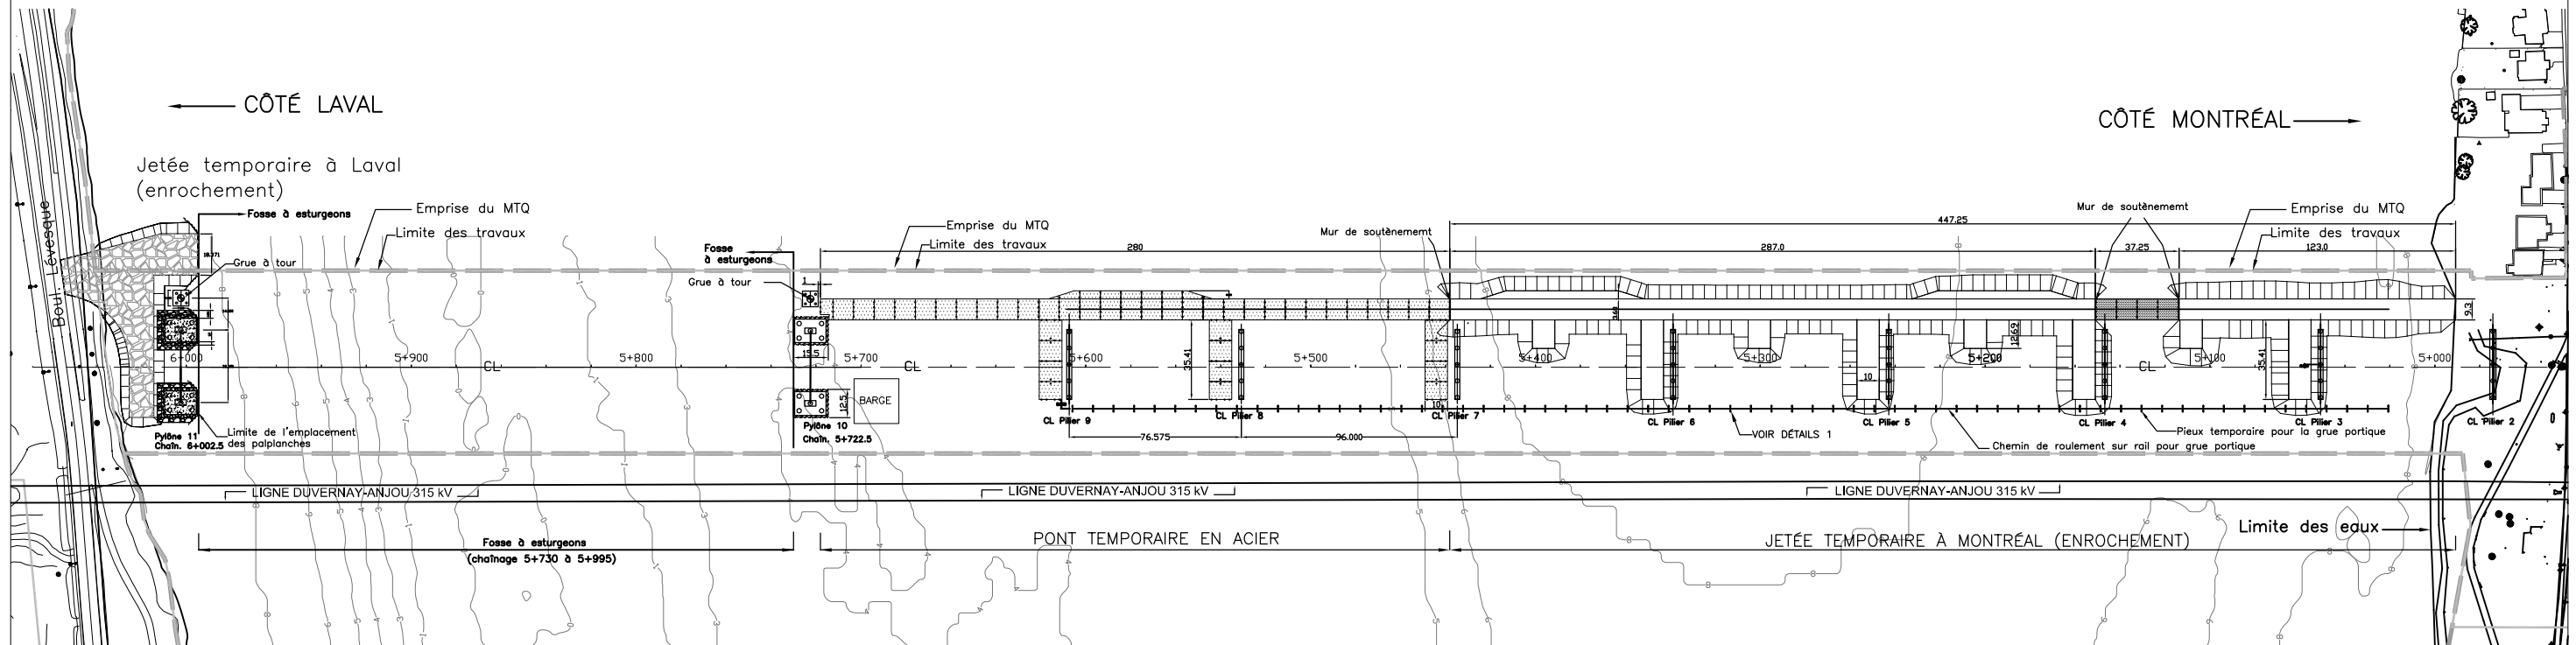 CÔTÉ LAVAL
CÔTÉ MONTRÉAL
Jetée temporaire à Laval
(enrochement)
Boul. Lévesque
Fosse à esturgeons
Emprise du MTQ
Limite des travaux
Grue à tour
Fosse
à esturgeons
Grue à tour
1
Emprise du MTQ
Limite des travaux
280
Mur de soutènemt
447.25
287.0
37.25
123.0
Mur de soutènemt
Emprise du MTQ
Limite des travaux
9.3
6+000
5+900
CL
5+800
15.5
5+700
CL
5+600
35.41
5+500
5+400
12.69
5+300
5+200
CL
5+100
35.41
5+000
10
10
12.5
BARGE
Pylône 11
Chaîn. 6+002.5
Limite de l'emplacement
des palplanches
Pylône 10
Chaîn. 5+722.5
CL Pilier 9
CL Pilier 8
CL Pilier 7
CL Pilier 6
CL Pilier 5
CL Pilier 4
CL Pilier 3
CL Pilier 2
76.575
96.000
VOIR DÉTAILS 1
Pieux temporaire pour la grue portique
Chemin de roulement sur rail pour grue portique
LIGNE DUVERNAY-ANJOU 315 kV
LIGNE DUVERNAY-ANJOU 315 kV
LIGNE DUVERNAY-ANJOU 315 kV
Fosse à esturgeons
(chaînage 5+730 à 5+995)
PONT TEMPORAIRE EN ACIER
JETÉE TEMPORAIRE À MONTRÉAL (ENROCHEMENT)
Limite des eaux